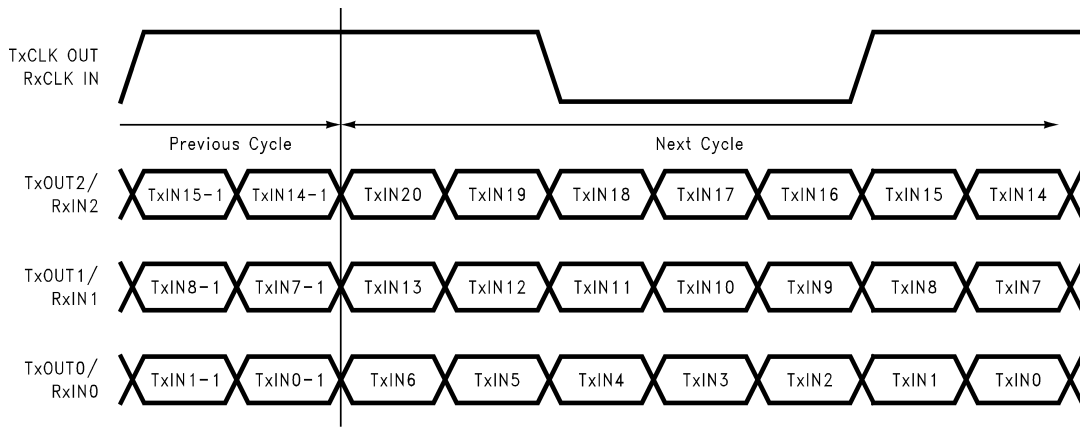 TxCLK OUT
RxCLK IN
Previous Cycle
Next Cycle
TxOUT2/
RxIN2
TxIN15-1 TxIN14-1 TxIN20 TxIN19 TxIN18 TxIN17 TxIN16 TxIN15 TxIN14
TxOUT1/
RxIN1
TxIN8-1 TxIN7-1 TxIN13 TxIN12 TxIN11 TxIN10 TxIN9 TxIN8 TxIN7
TxOUT0/
RxIN0
TxIN1-1 TxIN0-1 TxIN6 TxIN5 TxIN4 TxIN3 TxIN2 TxIN1 TxIN0